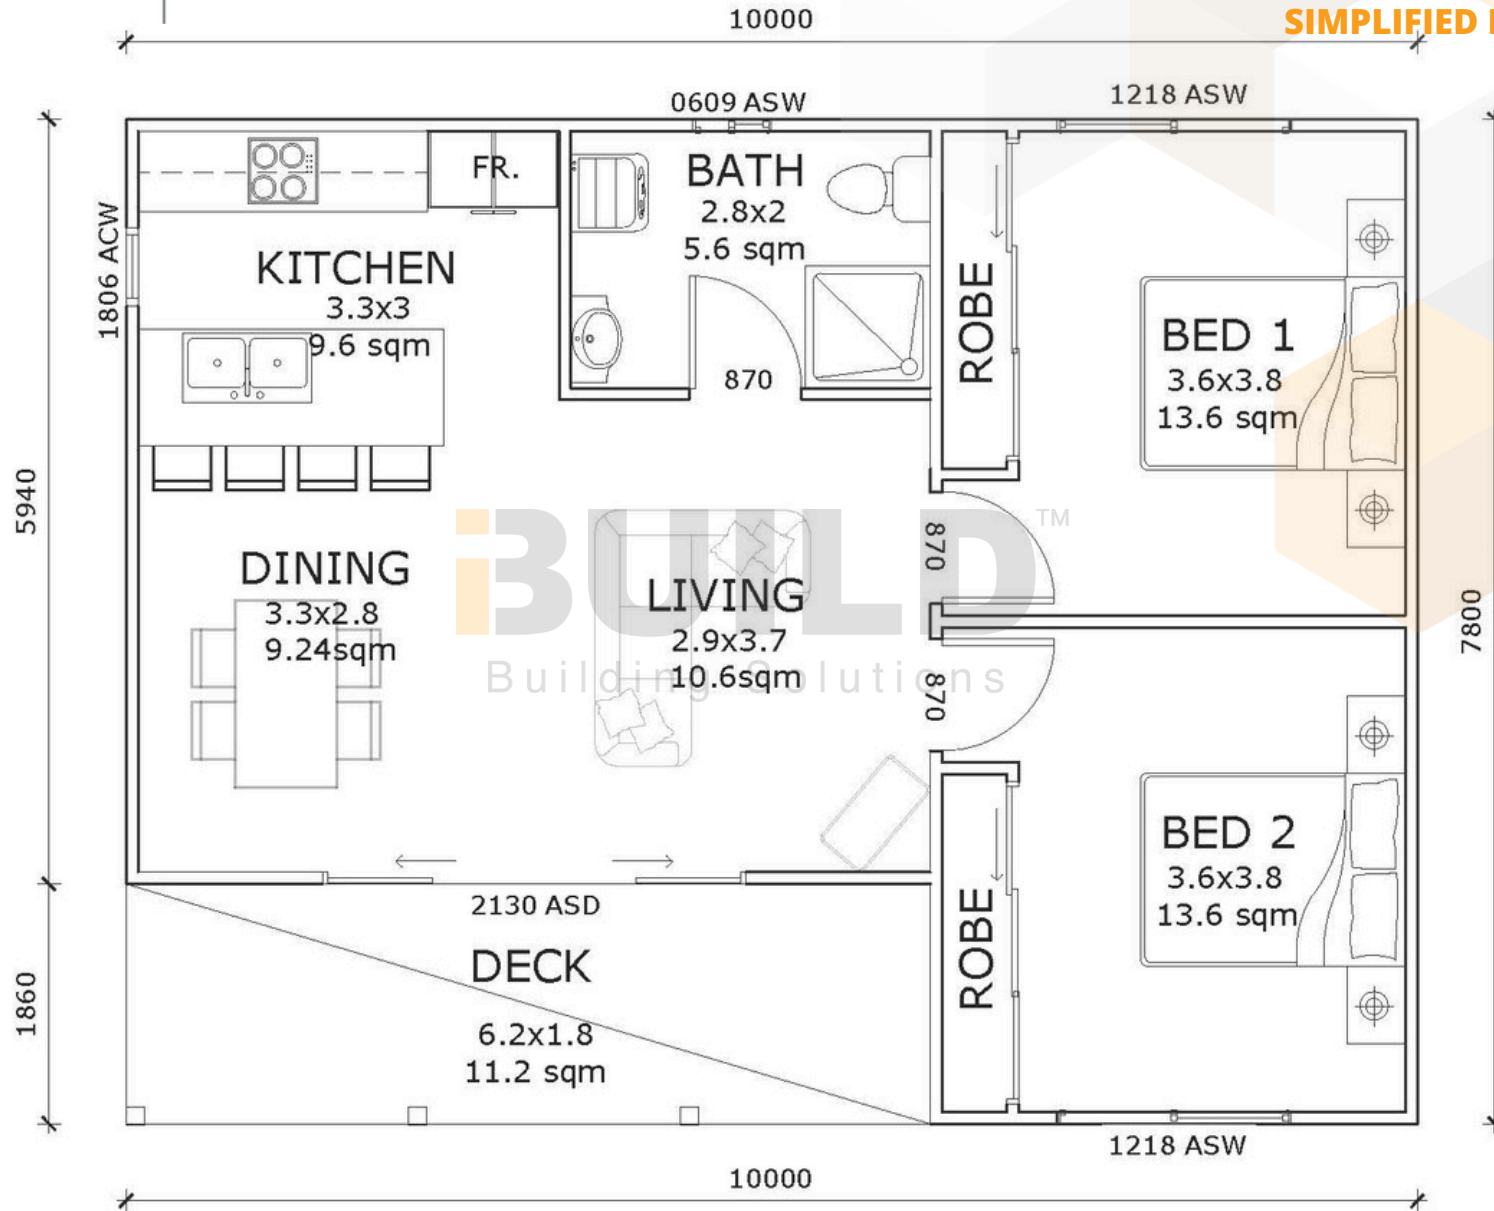 10000
SIMPLIFIED
0609 ASW
1218 ASW
FR.
BATH
2.8x2
5.6 sqm
1806 ACW
KITCHEN
3.3x3
9.6 sqm
870
ROBE
BED 1
3.6x3.8
13.6 sqm
5940
iBUILD™
Building Solutions
870
DINING
3.3x2.8
9.24sqm
LIVING
2.9x3.7
10.6sqm
7800
870
BED 2
3.6x3.8
13.6 sqm
ROBE
2130 ASD
DECK
6.2x1.8
11.2 sqm
1860
1218 ASW
10000